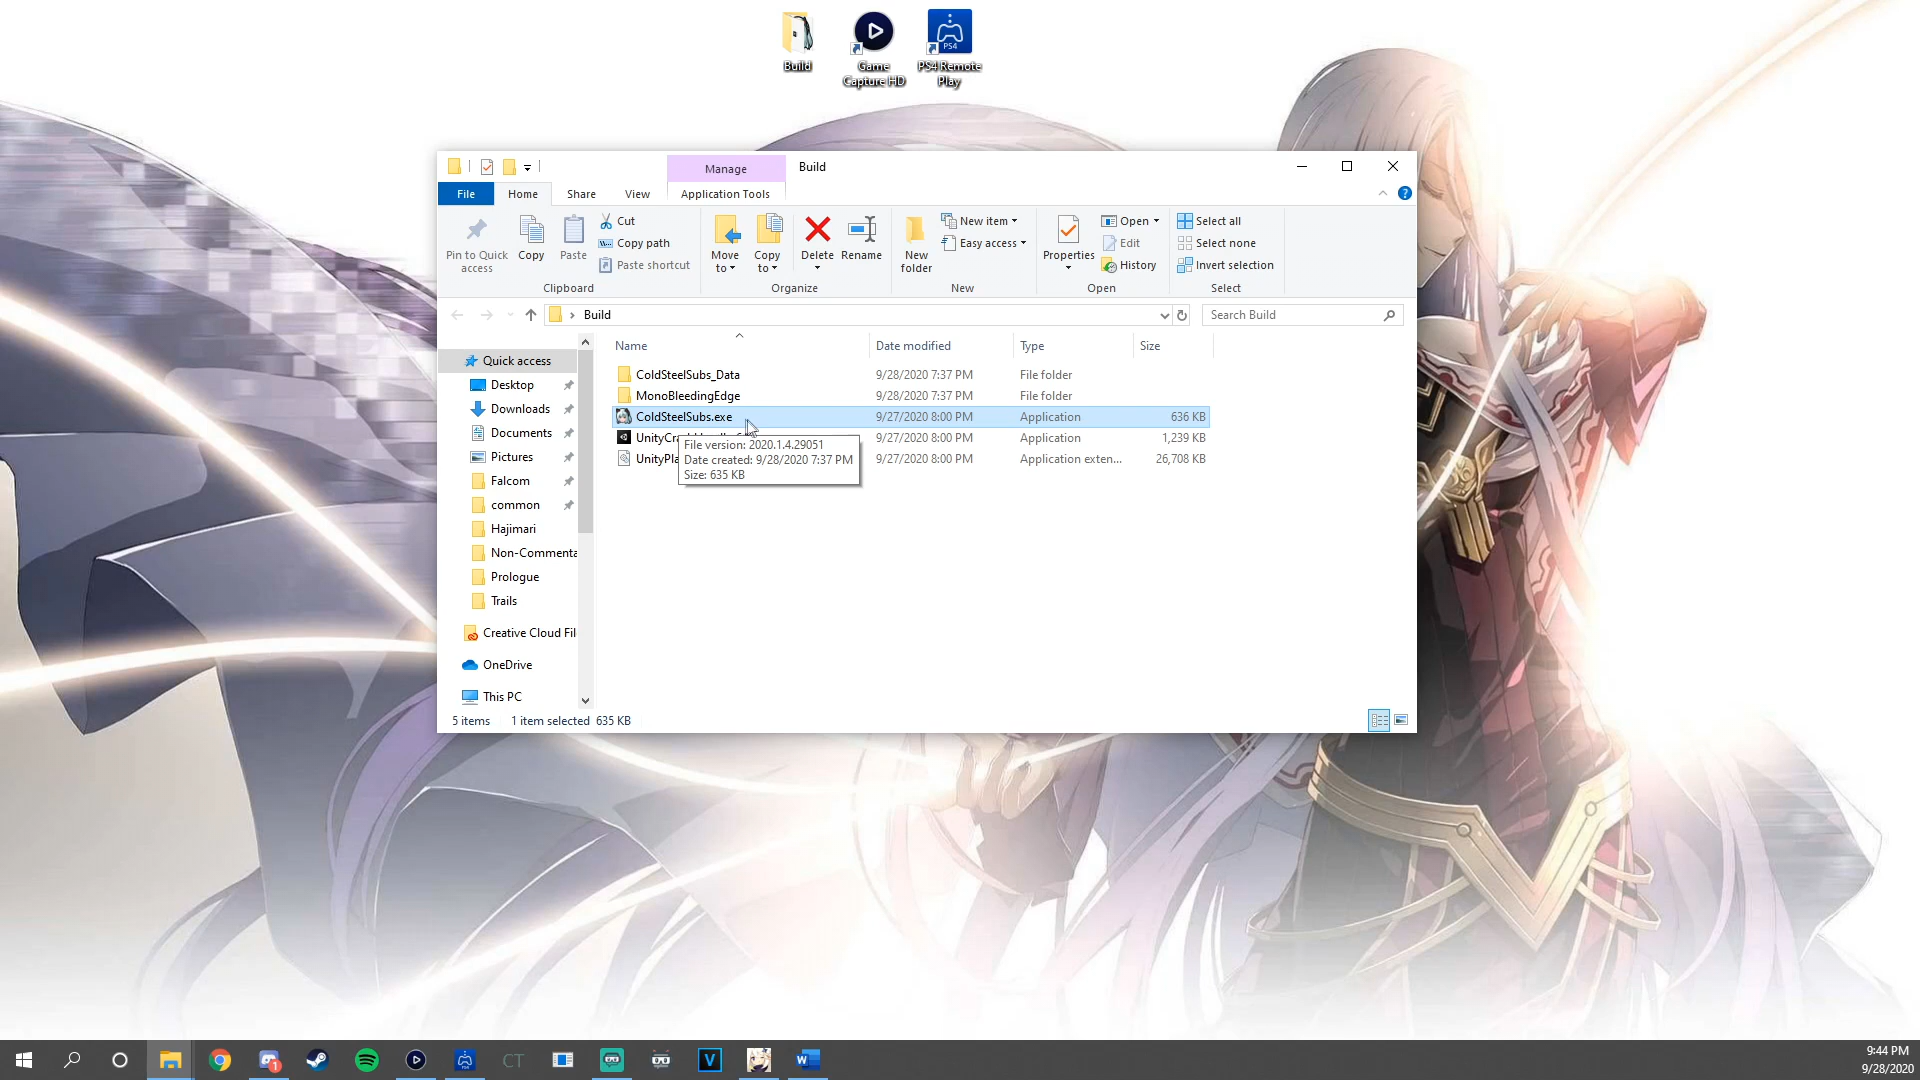 Build
Game
Capture HD
PS4 Remote
Play
PS4
Manage
Build
File
Home
Share
View
Application Tools
Pin to Quick
access
Copy
Paste
Cut
Copy path
Paste shortcut
Clipboard
Move
to
Copy
to
Delete
Rename
Organize
New
folder
New item
Easy access
New
Properties
Open
Edit
History
Open
Select all
Select none
Invert selection
Select
Build
Search Build
Name
Date modified
Type
Size
Quick access
Desktop
Downloads
Documents
Pictures
Falcom
common
Hajimari
Non-Commenta
Prologue
Trails
Creative Cloud Fil
OneDrive
This PC
ColdSteelSubs_Data 9/28/2020 7:37 PM File folder
MonoBleedingEdge 9/28/2020 7:37 PM File folder
ColdSteelSubs.exe 9/27/2020 8:00 PM Application 636 KB
UnityCra 9/27/2020 8:00 PM Application 1,239 KB
UnityPla 9/27/2020 8:00 PM Application exten... 26,708 KB
File version: 2020.1.4.29051
Date created: 9/28/2020 7:37 PM
Size: 635 KB
5 items 1 item selected 635 KB
CT
V
W
9:44 PM
9/28/2020